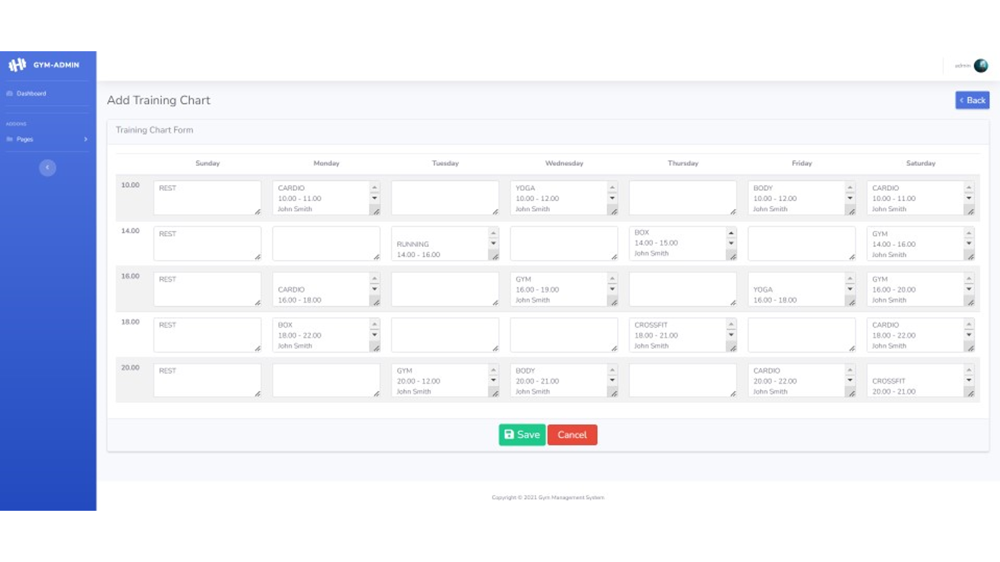 GYM-ADMIN
admin
Dashboard
ADDONS
Pages
Add Training Chart
Back
Training Chart Form
Sunday Monday Tuesday Wednesday Thursday Friday Saturday
10.00
REST
CARDIO
10.00 - 11.00
John Smith
YOGA
10.00 - 12.00
John Smith
BODY
10.00 - 12.00
John Smith
CARDIO
10.00 - 11.00
John Smith
14.00
REST
RUNNING
14.00 - 16.00
BOX
14.00 - 15.00
John Smith
GYM
14.00 - 16.00
John Smith
16.00
REST
CARDIO
16.00 - 18.00
GYM
16.00 - 19.00
John Smith
YOGA
16.00 - 18.00
GYM
16.00 - 20.00
John Smith
18.00
REST
BOX
18.00 - 22.00
John Smith
CROSSFIT
18.00 - 21.00
John Smith
CARDIO
18.00 - 22.00
John Smith
20.00
REST
GYM
20.00 - 12.00
John Smith
BODY
20.00 - 21.00
John Smith
CARDIO
20.00 - 22.00
John Smith
CROSSFIT
20.00 - 21.00
Save
Cancel
Copyright © 2021 Gym Management System